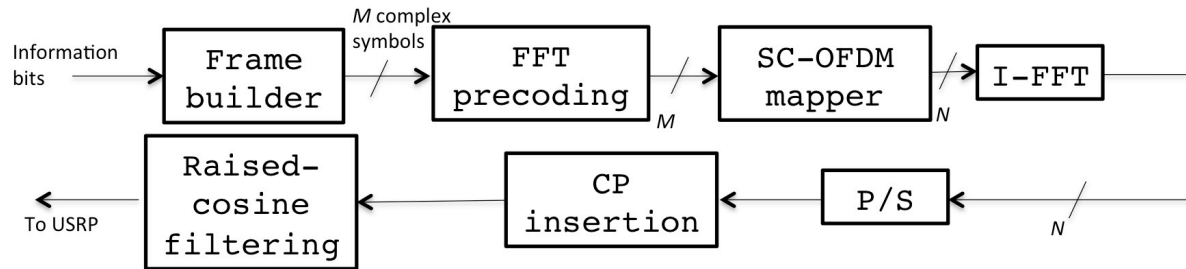 Information
bits
Frame
builder
M complex
symbols
FFT
precoding
M
SC-OFDM
mapper
N
I-FFT
N
P/S
CP
insertion
Raised-
cosine
filtering
To USRP